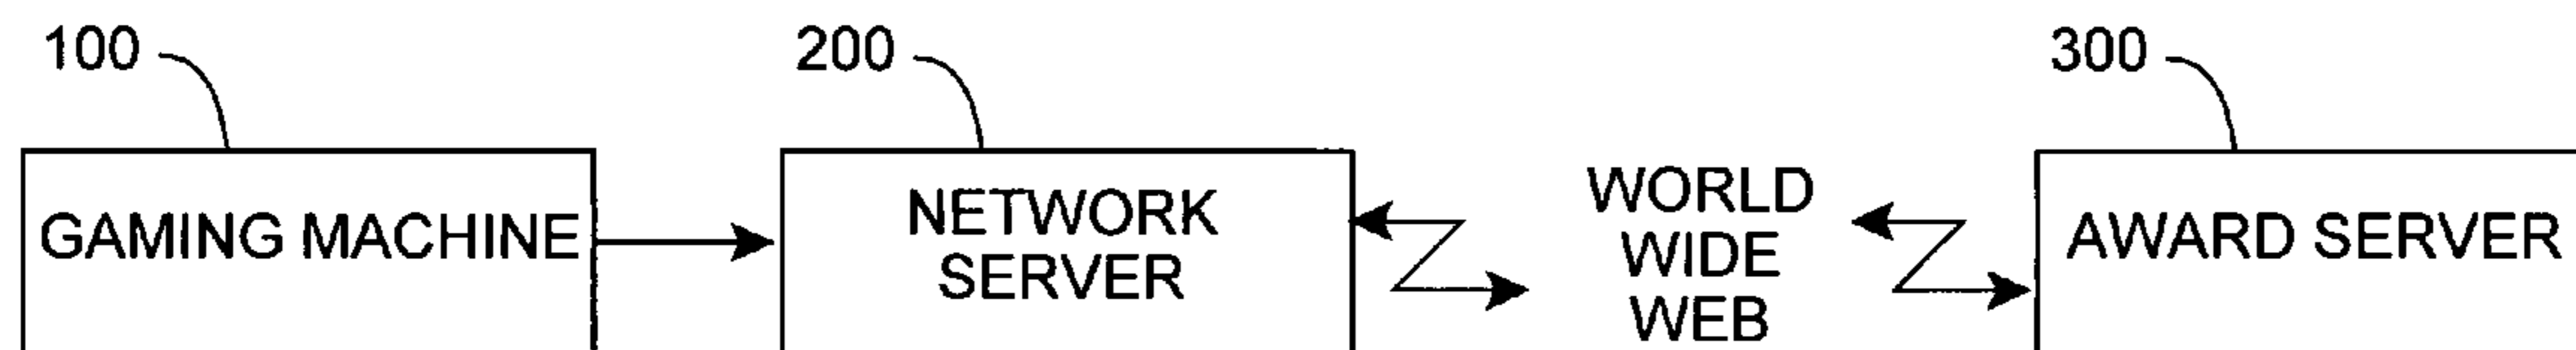 100
200
300
GAMING MACHINE
NETWORK
SERVER
WORLD
WIDE
WEB
AWARD SERVER